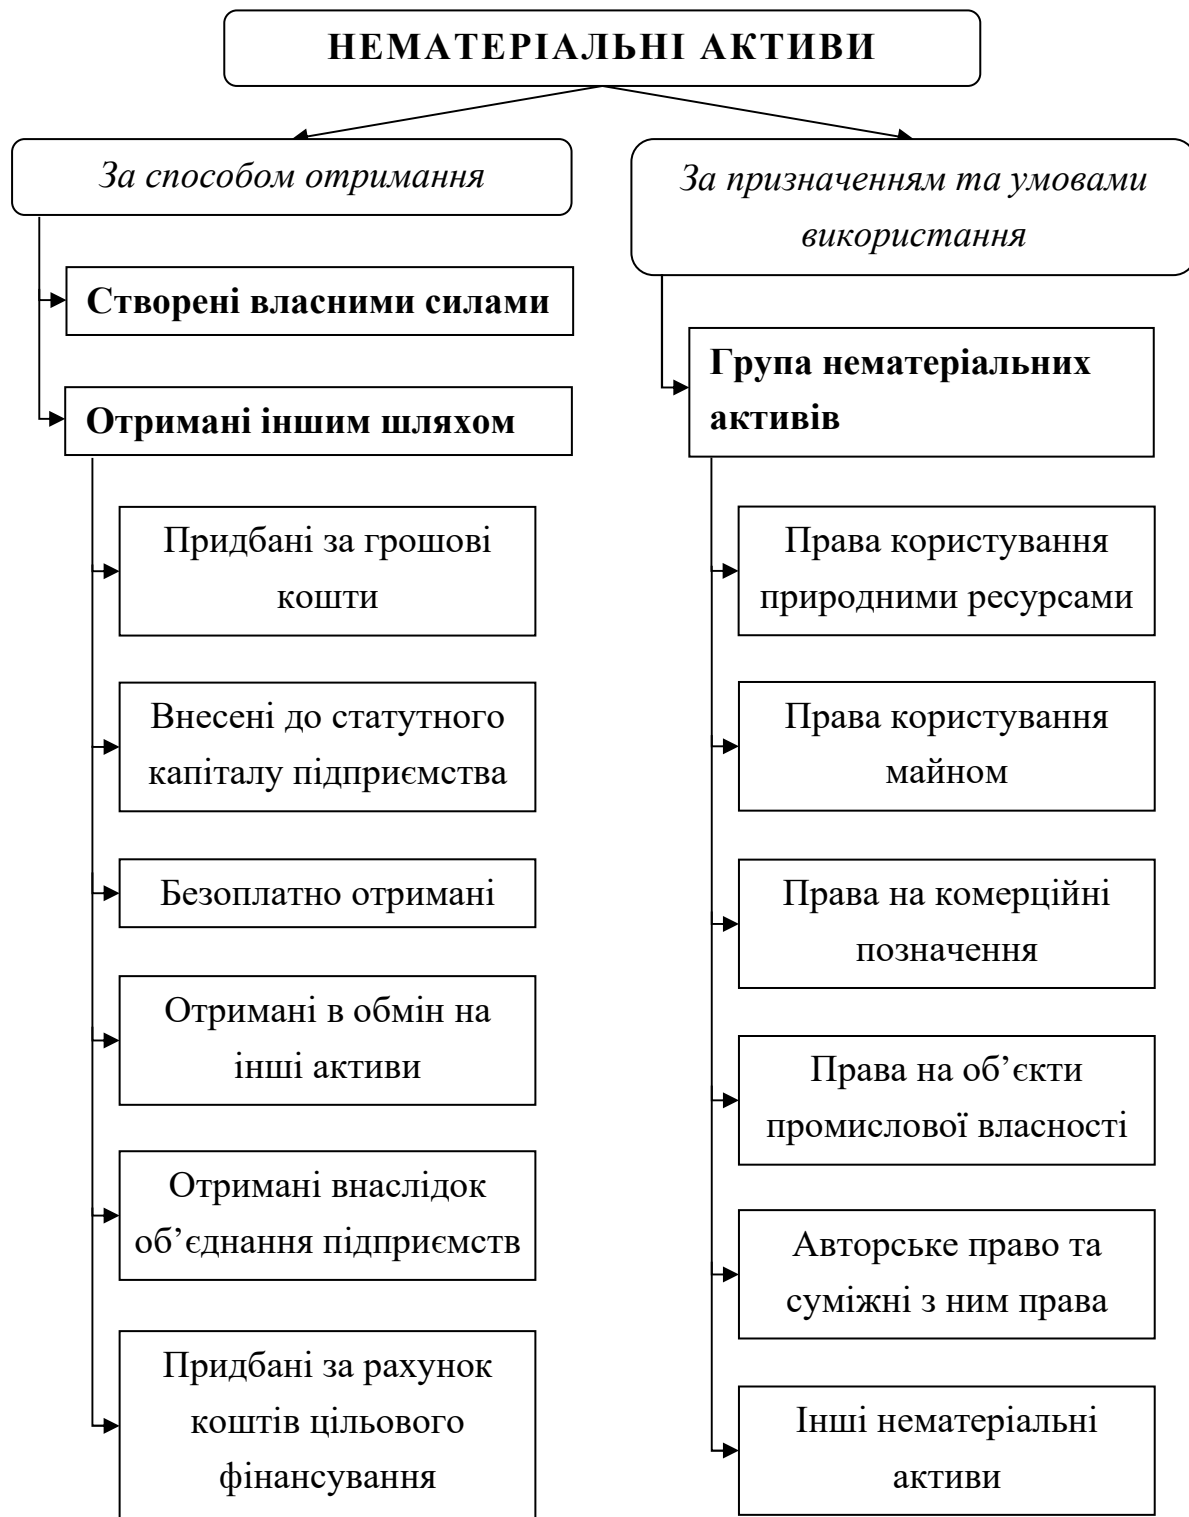 НЕМАТЕРІАЛЬНІ АКТИВИ
За способом отримання
Створені власними силами
Отримані іншим шляхом
Придбані за грошові
кошти
Внесені до статутного
капіталу підприємства
Безоплатно отримані
Отримані в обмін на
інші активи
Отримані внаслідок
об’єднання підприємств
Придбані за рахунок
коштів цільового
фінансування
За призначенням та умовами
використання
Група нематеріальних
активів
Права користування
природними ресурсами
Права користування
майном
Права на комерційні
позначення
Права на об’єкти
промислової власності
Авторське право та
суміжні з ним права
Інші нематеріальні
активи